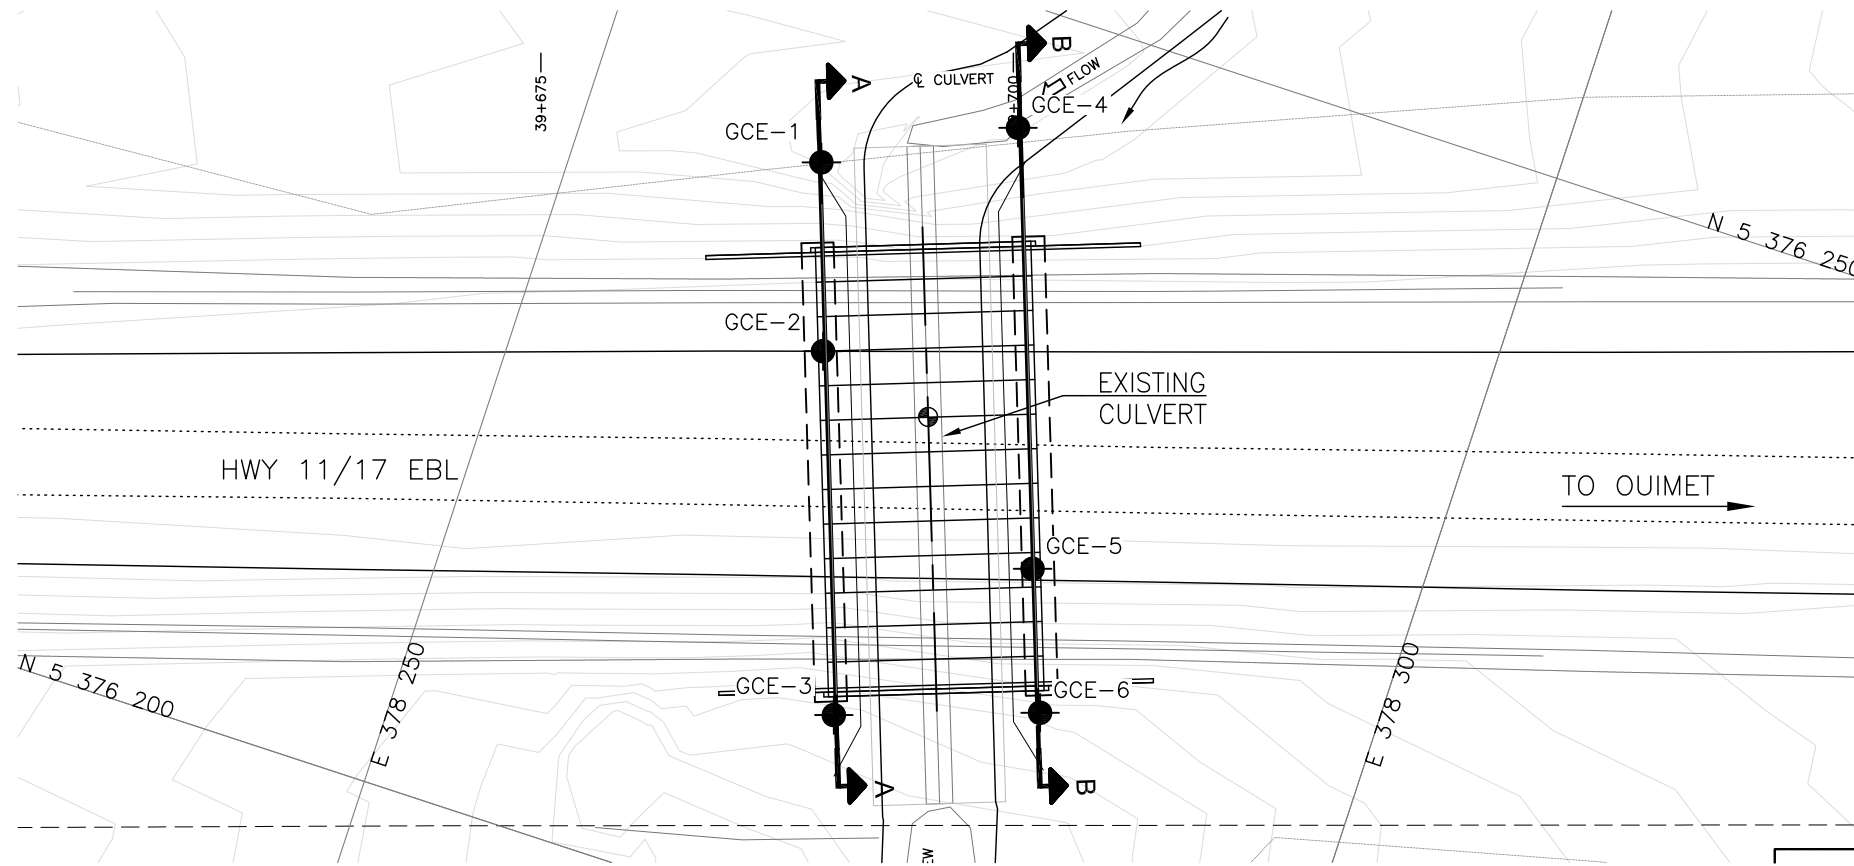 B
A
℄ CULVERT
FLOW
39+675
+700
GCE-4
GCE-1
N 5 376 250
GCE-2
EXISTING
CULVERT
HWY 11/17 EBL
TO OUIMET
GCE-5
E 378 250
E 378 300
N 5 376 200
GCE-3
GCE-6
A
B